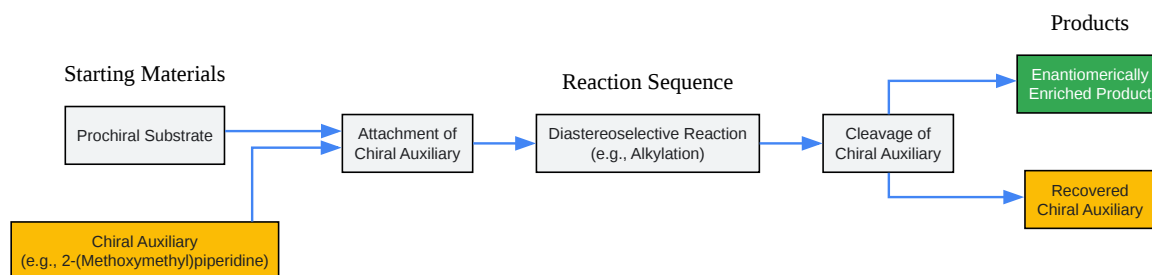 Products
Starting Materials
Reaction Sequence
Enantiomerically
Enriched Product
Prochiral Substrate
Attachment of
Chiral Auxiliary
Diastereoselective Reaction
(e.g., Alkylation)
Cleavage of
Chiral Auxiliary
Recovered
Chiral Auxiliary
Chiral Auxiliary
(e.g., 2-(Methoxymethyl)piperidine)